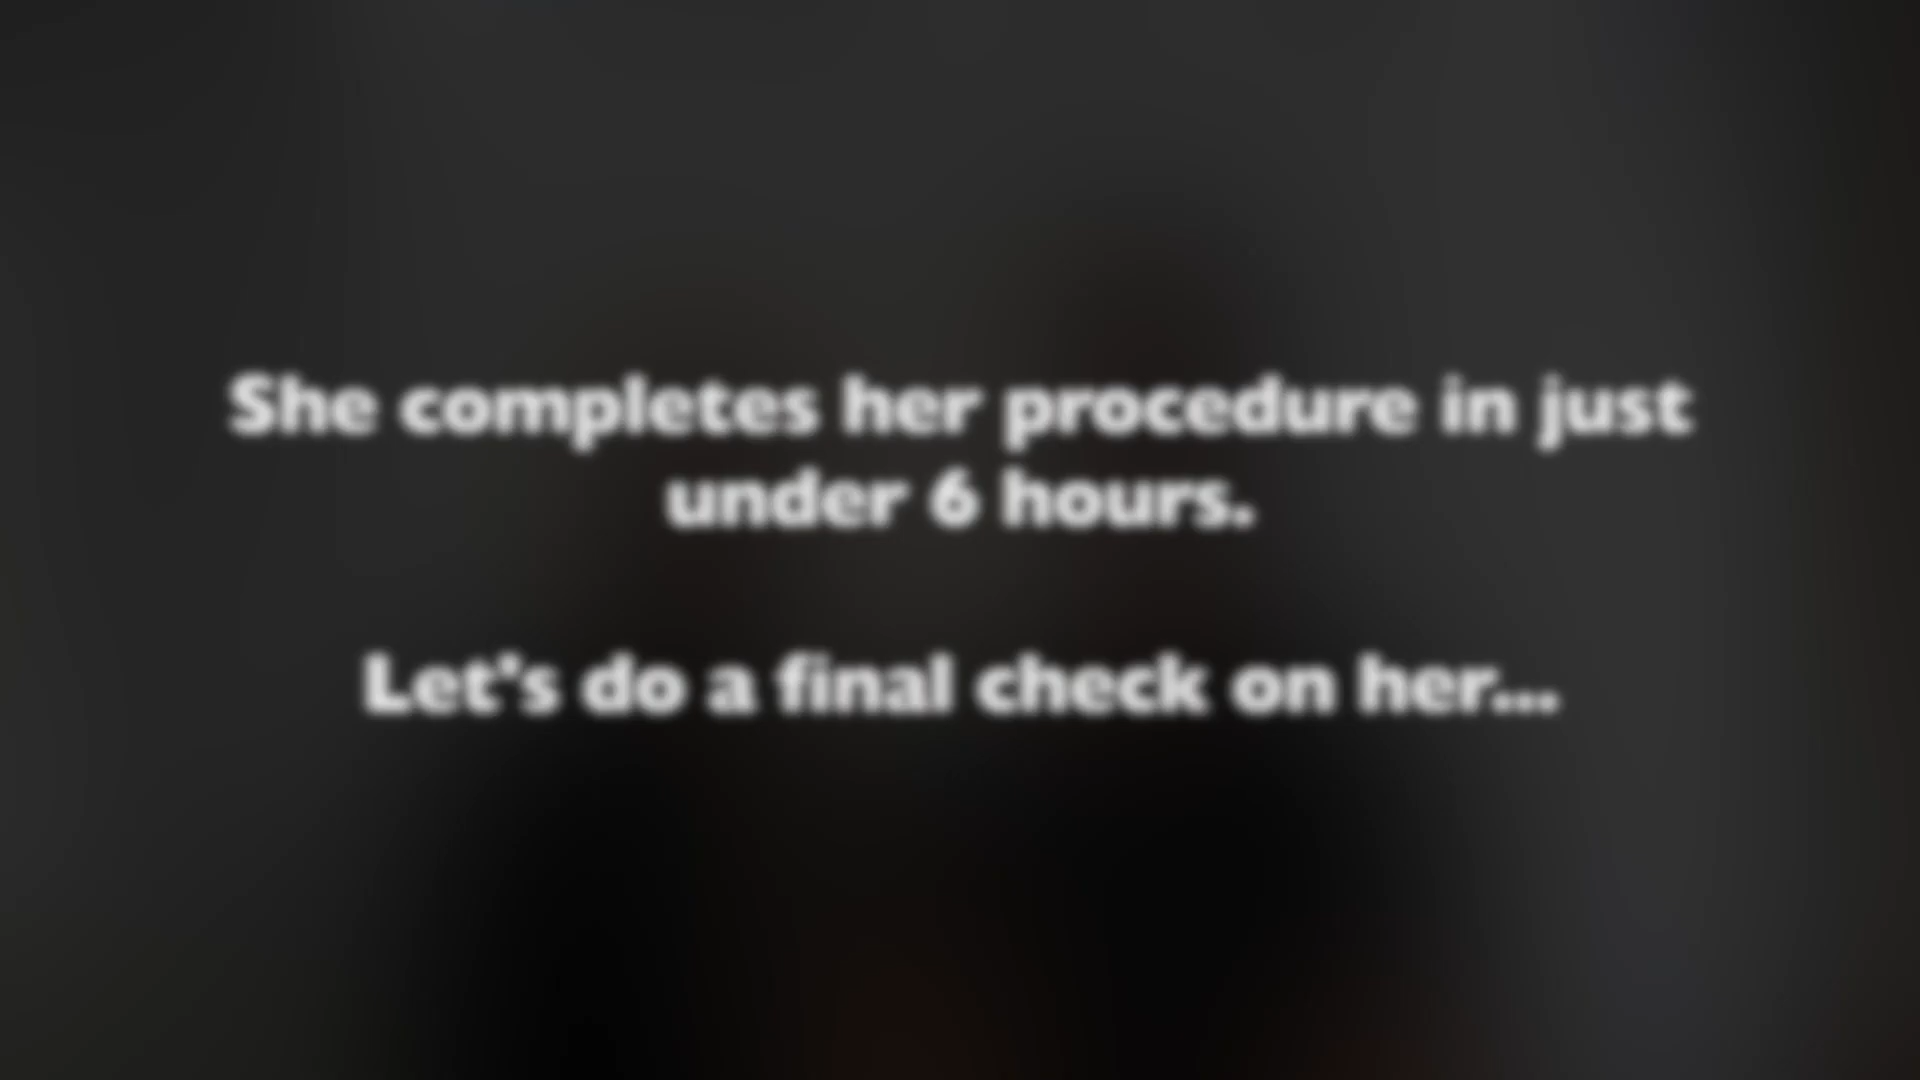 She completes her procedure in just
under 6 hours.
Let's do a final check on her...